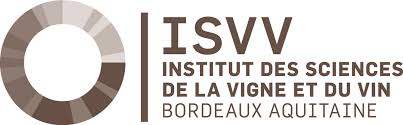 ISVV
INSTITUT DES SCIENCES
DE LA VIGNE ET DU VIN
BORDEAUX AQUITAINE